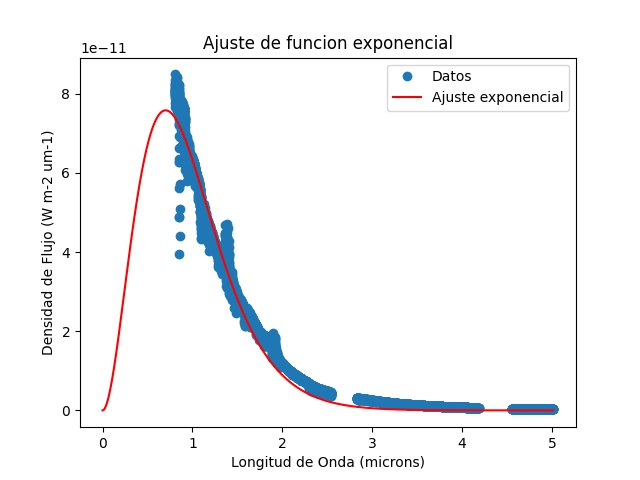 Ajuste de funcion exponencial
1e−11
Datos
Ajuste exponencial
8
6
4
2
0
Densidad de Flujo (W m-2 um-1)
0 1 2 3 4 5
Longitud de Onda (microns)